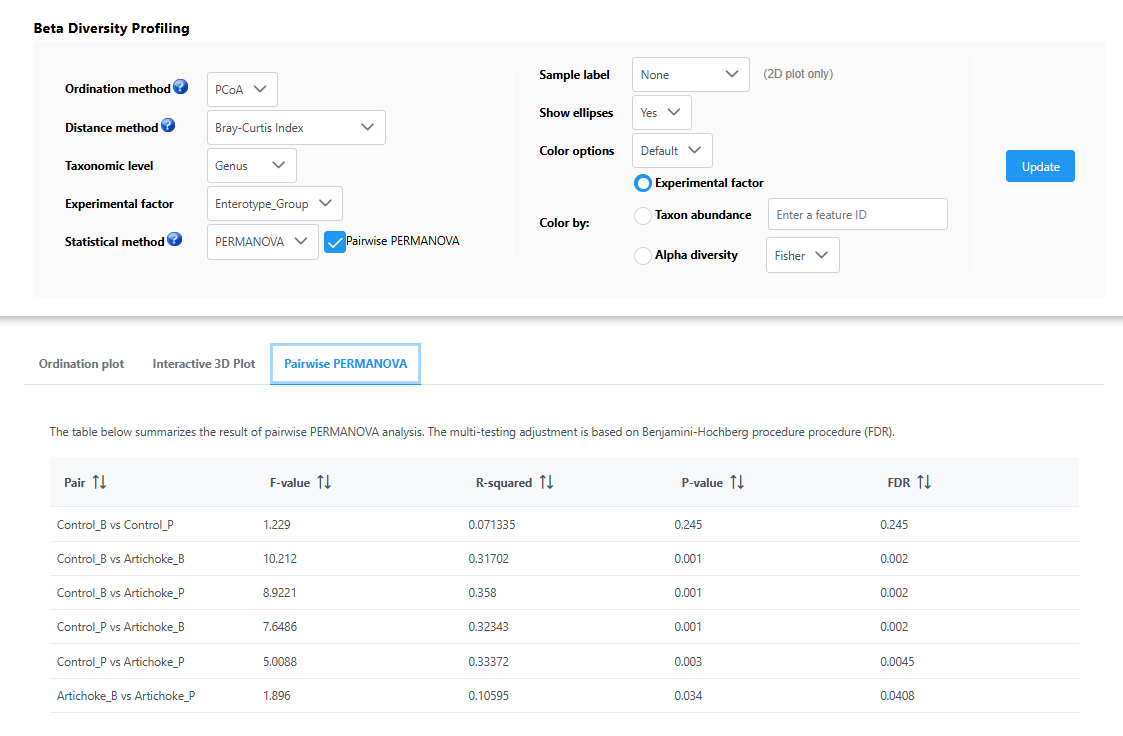 Beta Diversity Profiling
Ordination method ? PCoA
Distance method ? Bray-Curtis Index
Taxonomic level Genus
Experimental factor Enterotype_Group
Statistical method ? PERMANOVA Pairwise PERMANOVA
Sample label None (2D plot only)
Show ellipses Yes
Color options Default
Color by:
Experimental factor
Taxon abundance Enter a feature ID
Alpha diversity Fisher
Update
Ordination plot Interactive 3D Plot Pairwise PERMANOVA
The table below summarizes the result of pairwise PERMANOVA analysis. The multi-testing adjustment is based on Benjamini-Hochberg procedure procedure (FDR).
Pair F-value R-squared P-value FDR
Control_B vs Control_P 1.229 0.071335 0.245 0.245
Control_B vs Artichoke_B 10.212 0.31702 0.001 0.002
Control_B vs Artichoke_P 8.9221 0.358 0.001 0.002
Control_P vs Artichoke_B 7.6486 0.32343 0.001 0.002
Control_P vs Artichoke_P 5.0088 0.33372 0.003 0.0045
Artichoke_B vs Artichoke_P 1.896 0.10595 0.034 0.0408